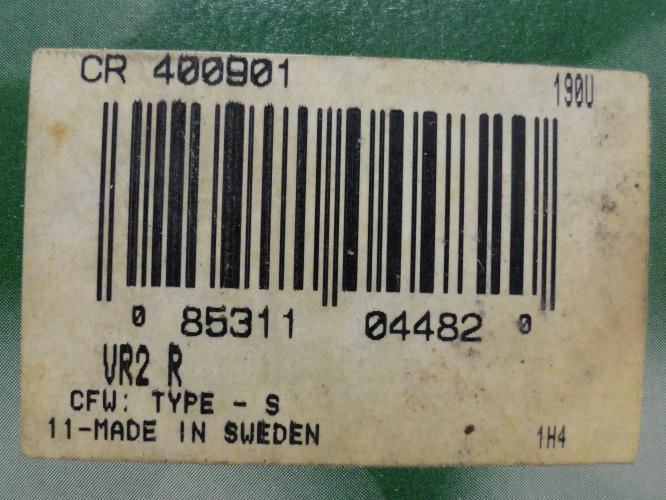 CR 400901 190U
0 85311 04482 0
VR2 R
CFW: TYPE - S
11-MADE IN SWEDEN 1H4